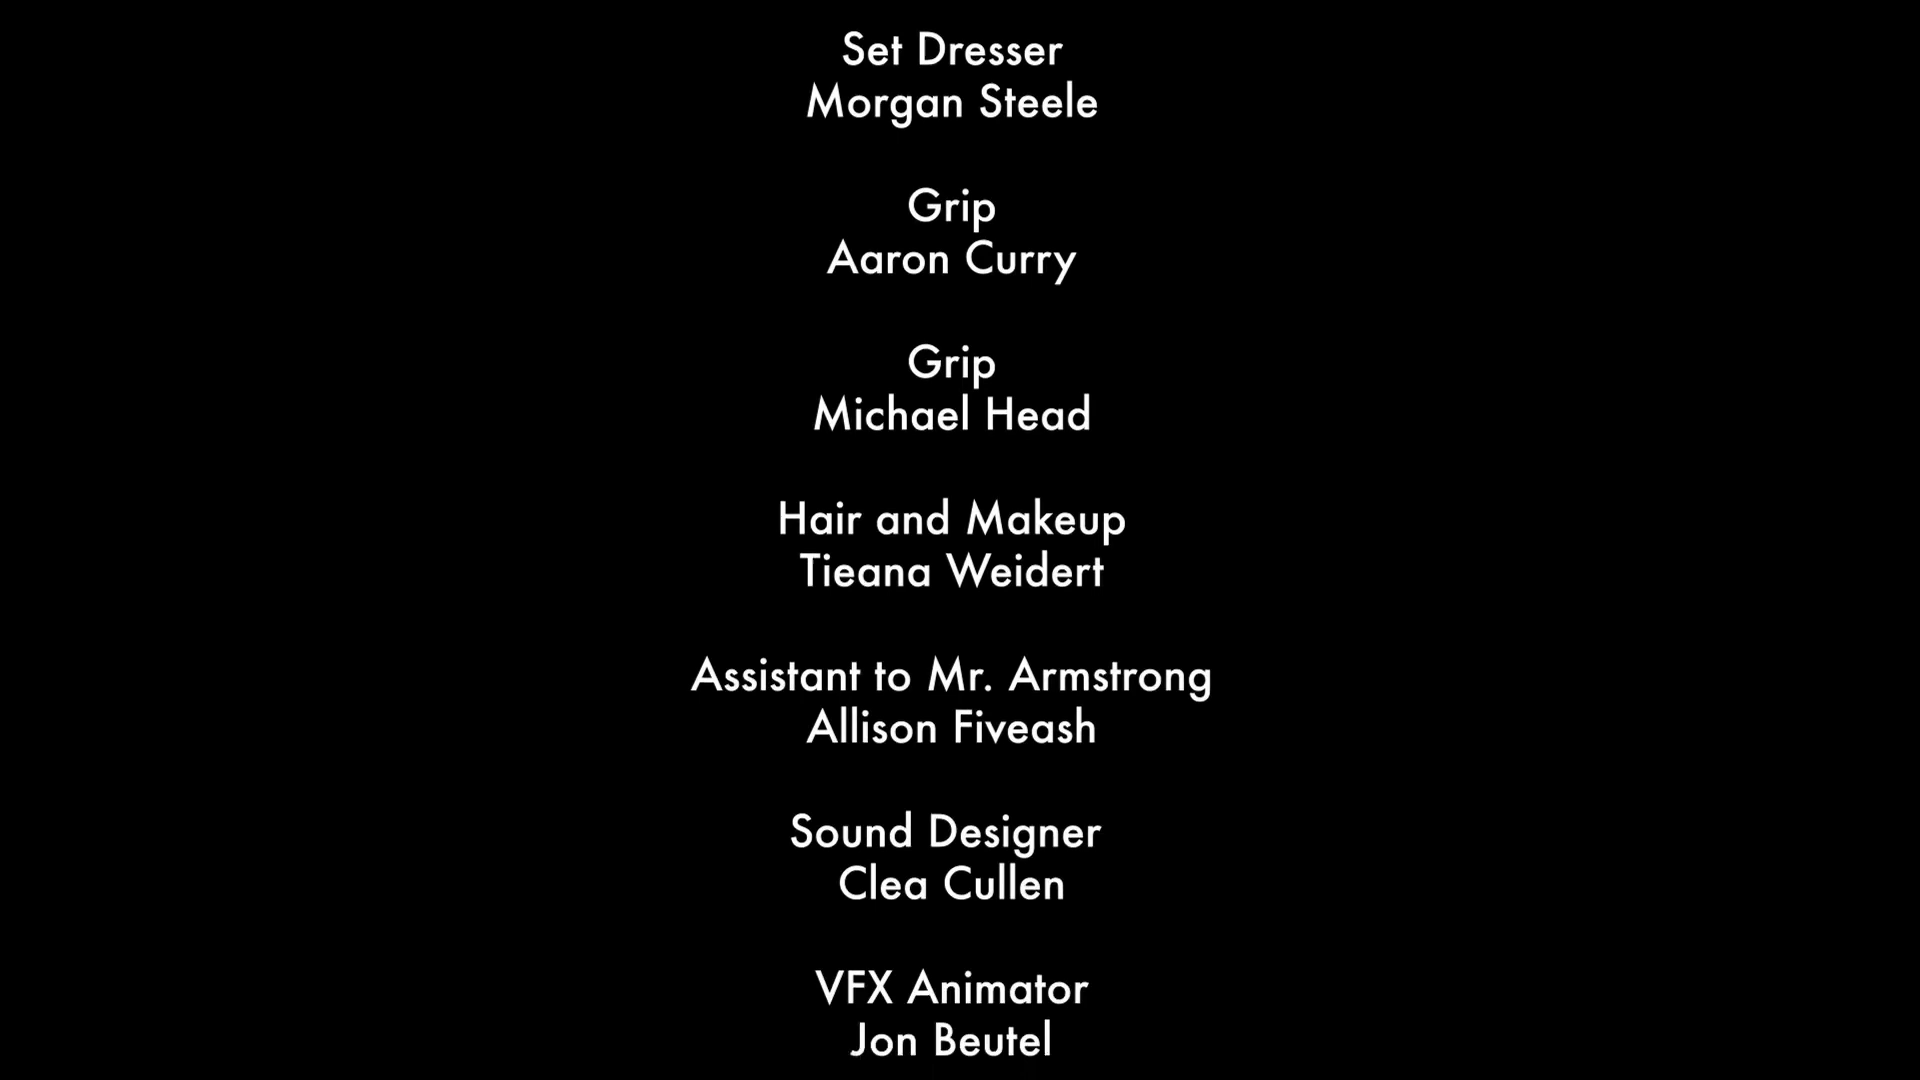 Set Dresser
Morgan Steele
Grip
Aaron Curry
Grip
Michael Head
Hair and Makeup
Tieana Weidert
Assistant to Mr. Armstrong
Allison Fiveash
Sound Designer
Clea Cullen
VFX Animator
Jon Beutel